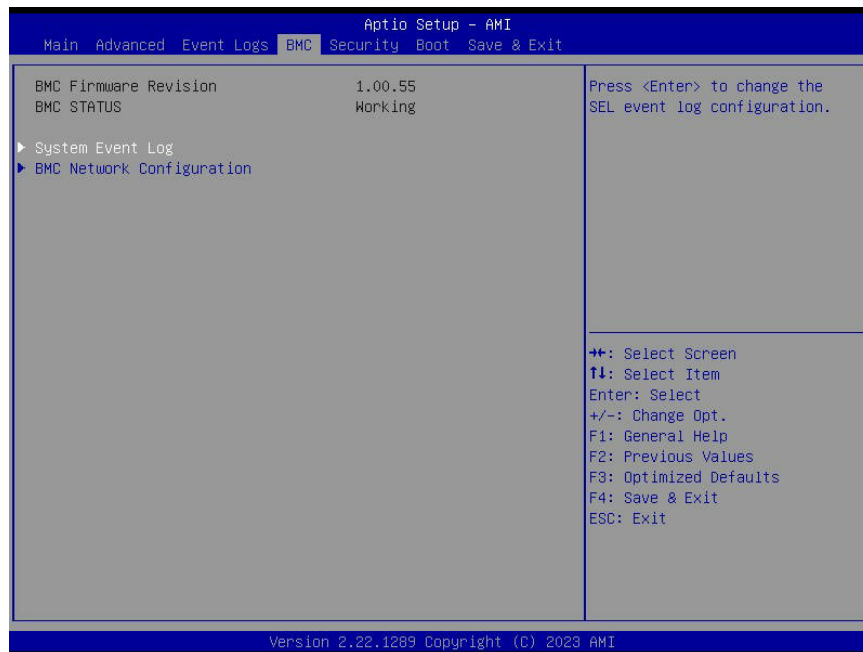 Aptio Setup - AMI
Main Advanced Event Logs BMC Security Boot Save & Exit
BMC Firmware Revision 1.00.55
BMC STATUS Working
System Event Log
BMC Network Configuration
Press <Enter> to change the
SEL event log configuration.
→←: Select Screen
↑↓: Select Item
Enter: Select
+/-: Change Opt.
F1: General Help
F2: Previous Values
F3: Optimized Defaults
F4: Save & Exit
ESC: Exit
Version 2.22.1289 Copyright (C) 2023 AMI